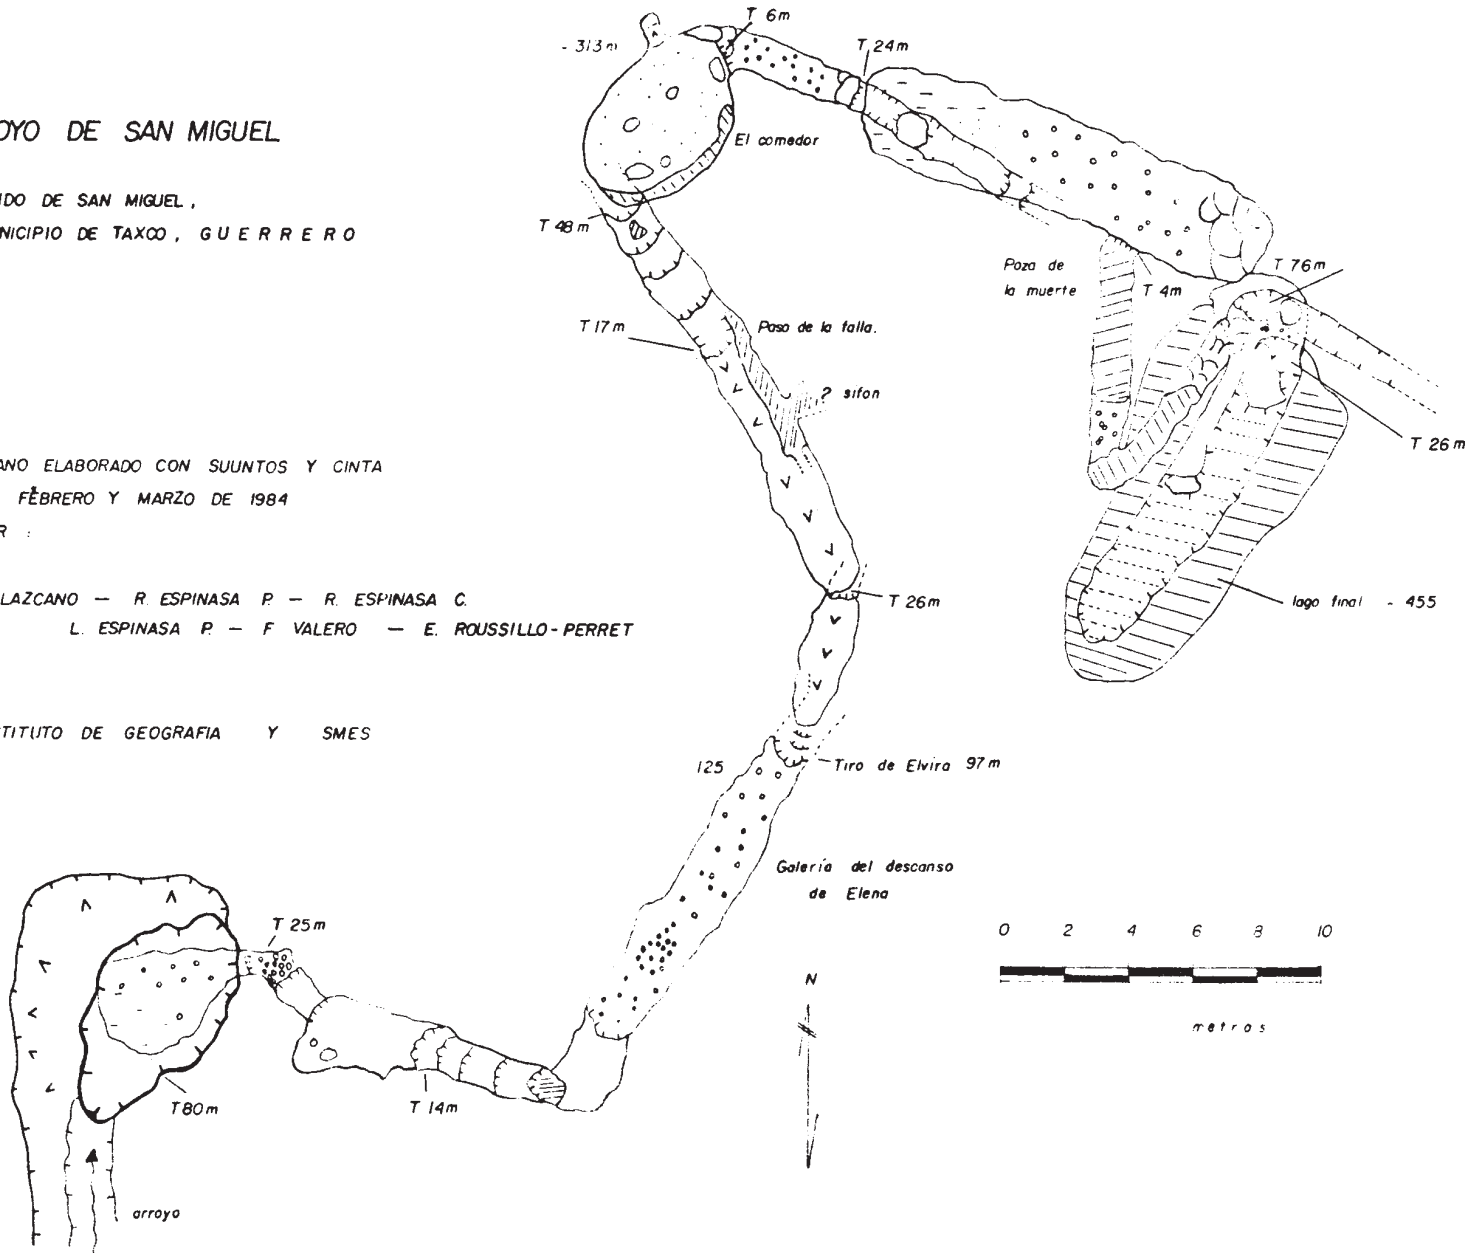 OYO DE SAN MIGUEL
IDO DE SAN MIGUEL,
NICIPIO DE TAXCO, GUERRERO
ANO ELABORADO CON SUUNTOS Y CINTA
FEBRERO Y MARZO DE 1984
R :
LAZCANO — R. ESPINASA P. — R. ESPINASA C.
L. ESPINASA P. — F. VALERO — E. ROUSSILLO-PERRET
TITUTO DE GEOGRAFIA Y SMES
T 6m
- 313m
T 24m
El comedor
T 48m
Poza de
la muerte
T 4m
T 76m
T 17m
Paso de la falla.
? sifon
T 26m
T 26m
lago final - 455
125
Tiro de Elvira 97m
Galería del descanso
de Elena
T 25m
0 2 4 6 8 10
metros
N
T 80m
T 14m
arroyo